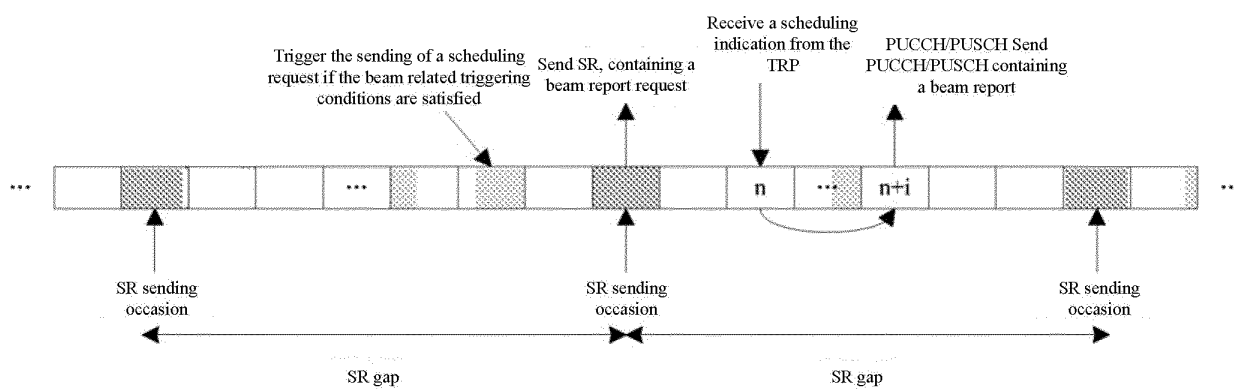 Trigger the sending of a scheduling
request if the beam related triggering
conditions are satisfied
Send SR, containing a
beam report request
Receive a scheduling
indication from the
TRP
PUCCH/PUSCH Send
PUCCH/PUSCH containing
a beam report
... ... n ... n+i ..
SR sending
occasion
SR sending
occasion
SR sending
occasion
SR gap
SR gap